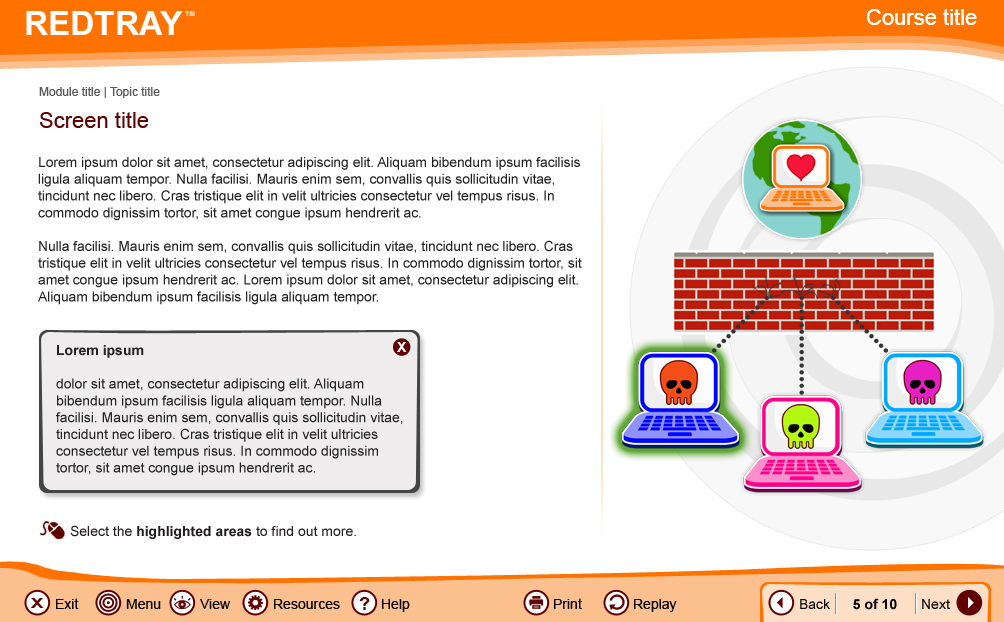 REDTRAY™
Course title
Module title | Topic title
Screen title
Lorem ipsum dolor sit amet, consectetur adipiscing elit. Aliquam bibendum ipsum facilisis
ligula aliquam tempor. Nulla facilisi. Mauris enim sem, convallis quis sollicitudin vitae,
tincidunt nec libero. Cras tristique elit in velit ultricies consectetur vel tempus risus. In
commodo dignissim tortor, sit amet congue ipsum hendrerit ac.
Nulla facilisi. Mauris enim sem, convallis quis sollicitudin vitae, tincidunt nec libero. Cras
tristique elit in velit ultricies consectetur vel tempus risus. In commodo dignissim tortor, sit
amet congue ipsum hendrerit ac. Lorem ipsum dolor sit amet, consectetur adipiscing elit.
Aliquam bibendum ipsum facilisis ligula aliquam tempor.
Lorem ipsum
X
dolor sit amet, consectetur adipiscing elit. Aliquam
bibendum ipsum facilisis ligula aliquam tempor. Nulla
facilisi. Mauris enim sem, convallis quis sollicitudin vitae,
tincidunt nec libero. Cras tristique elit in velit ultricies
consectetur vel tempus risus. In commodo dignissim
tortor, sit amet congue ipsum hendrerit ac.
Select the highlighted areas to find out more.
X Exit Menu View Resources ? Help Print Replay Back 5 of 10 Next